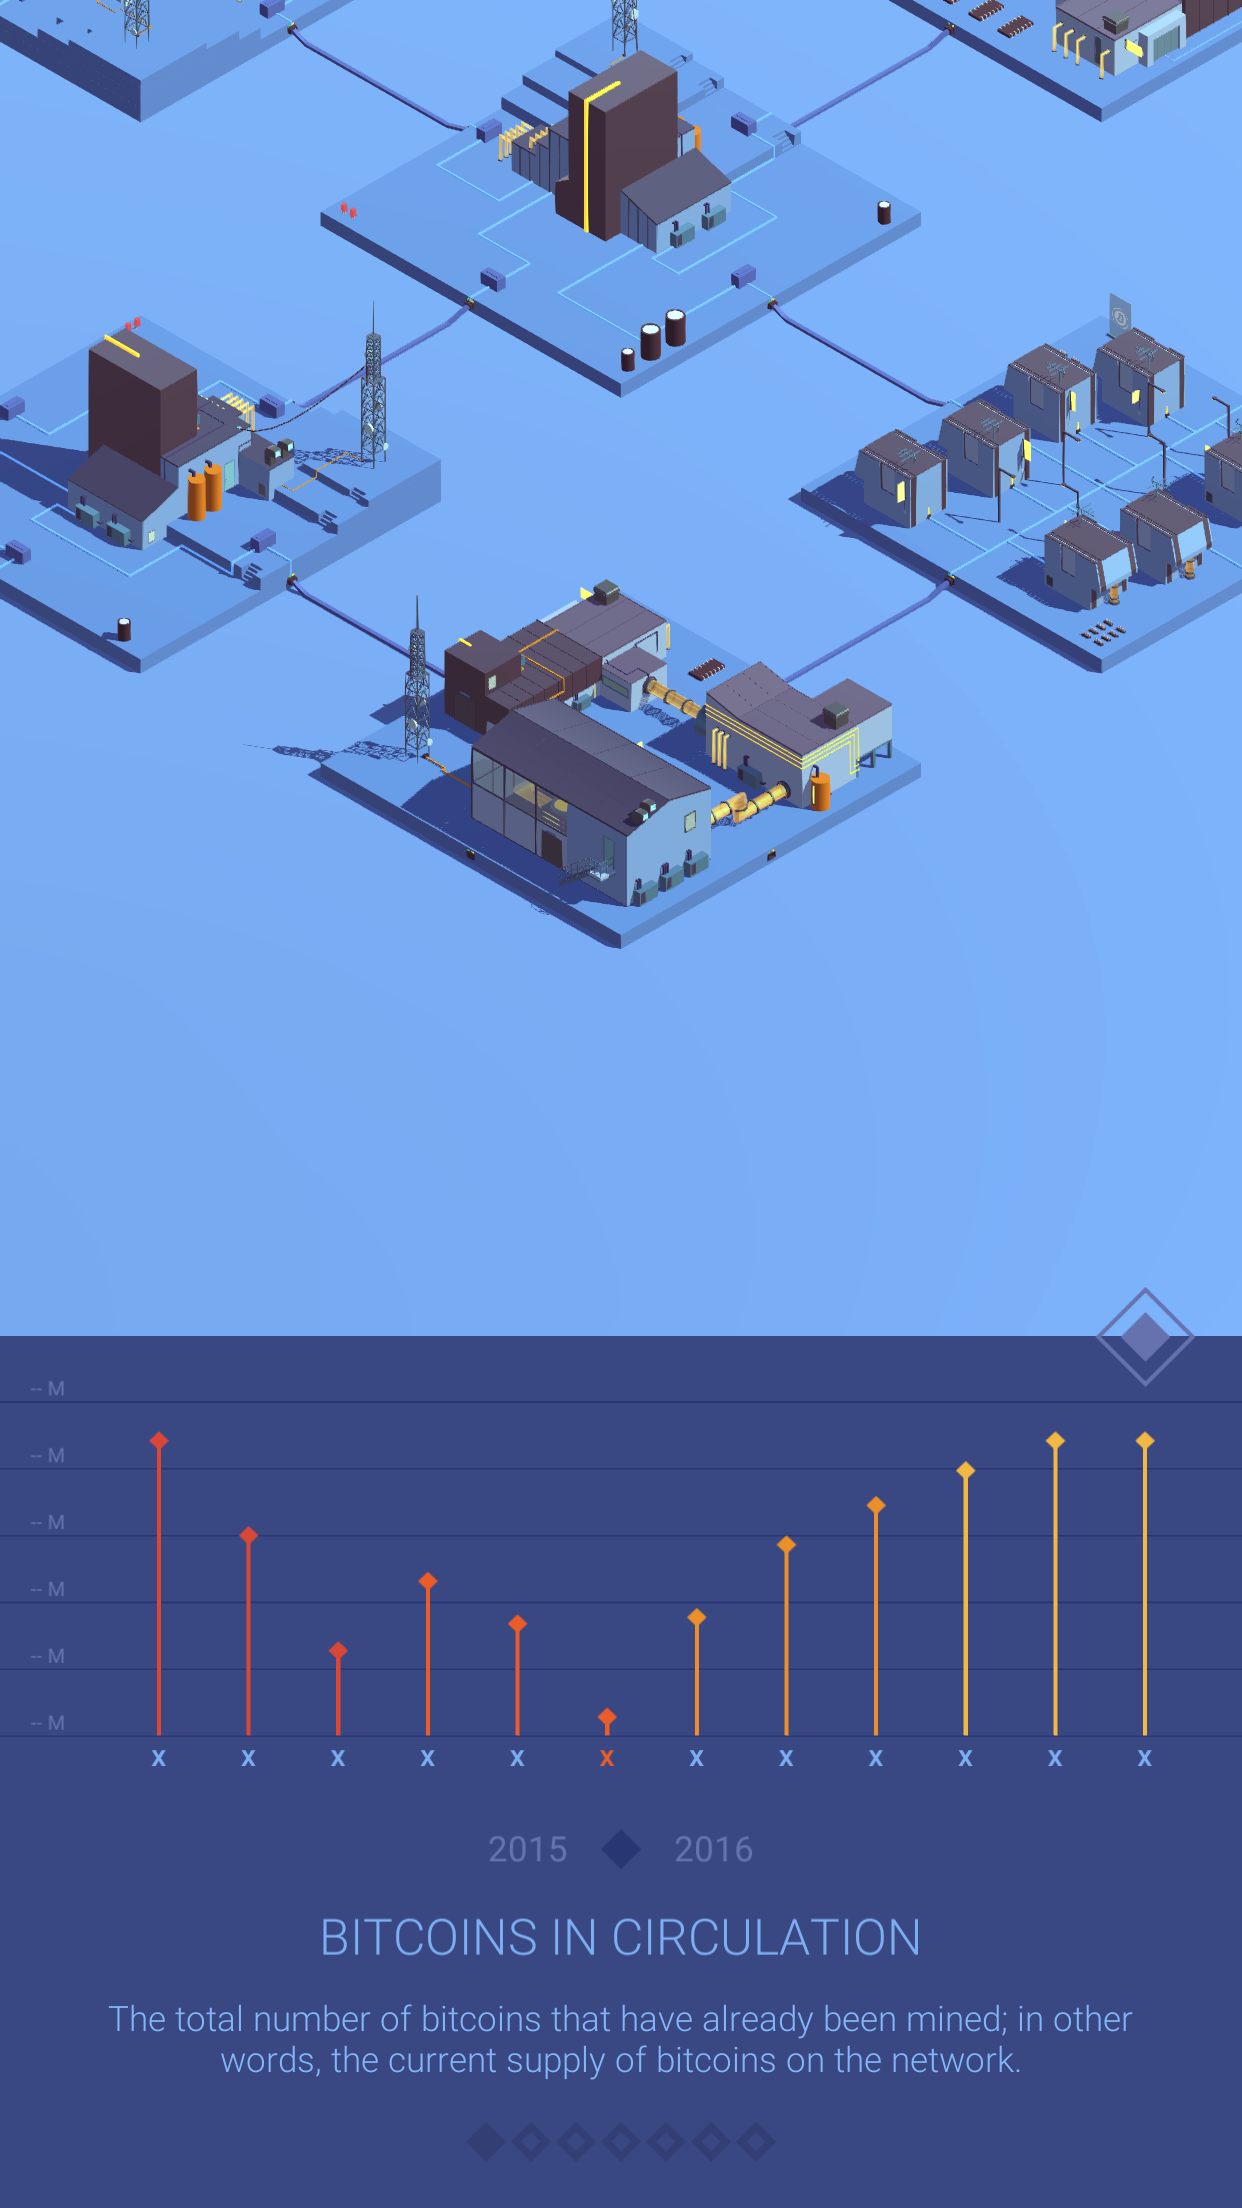 -- M
-- M
-- M
-- M
-- M
-- M
X X X X X X X X X X X X
2015 2016
BITCOINS IN CIRCULATION
The total number of bitcoins that have already been mined; in other
words, the current supply of bitcoins on the network.